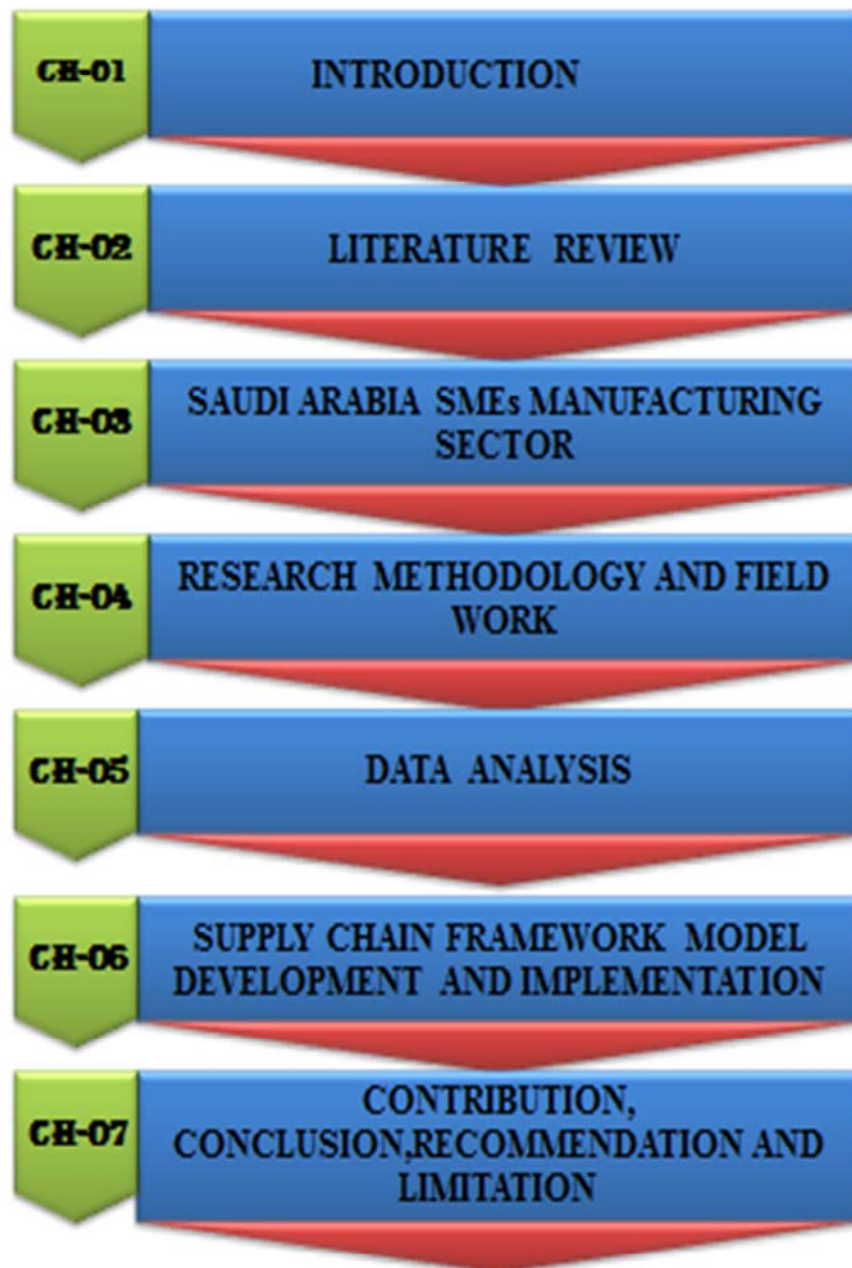 CH-01
INTRODUCTION
CH-02
LITERATURE REVIEW
CH-03
SAUDI ARABIA SMEs MANUFACTURING
SECTOR
CH-04
RESEARCH METHODOLOGY AND FIELD
WORK
CH-05
DATA ANALYSIS
CH-06
SUPPLY CHAIN FRAMEWORK MODEL
DEVELOPMENT AND IMPLEMENTATION
CH-07
CONTRIBUTION,
CONCLUSION,RECOMMENDATION AND
LIMITATION